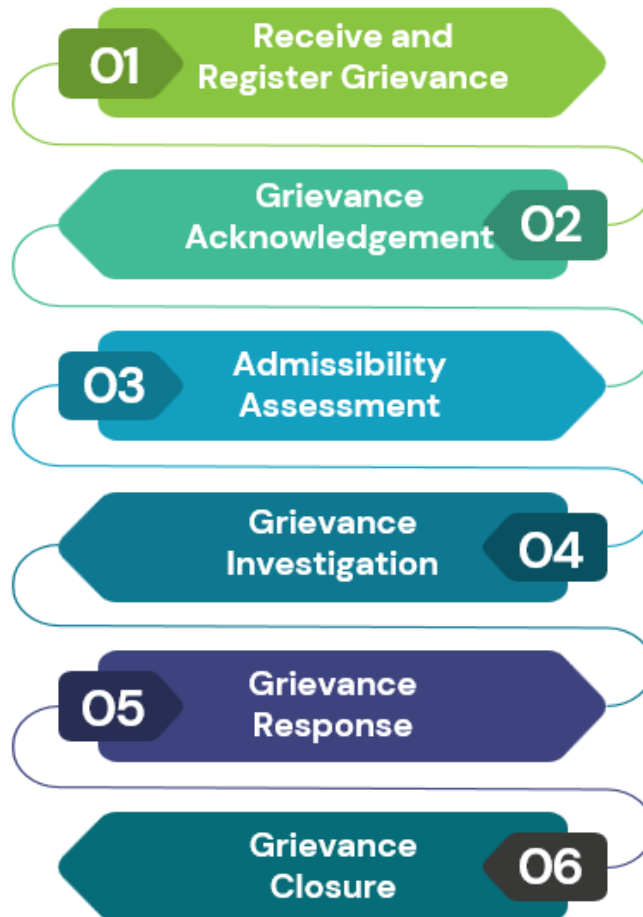 01
Receive and
Register Grievance
Grievance
Acknowledgement
02
03
Admissibility
Assessment
Grievance
Investigation
04
05
Grievance
Response
Grievance
Closure
06